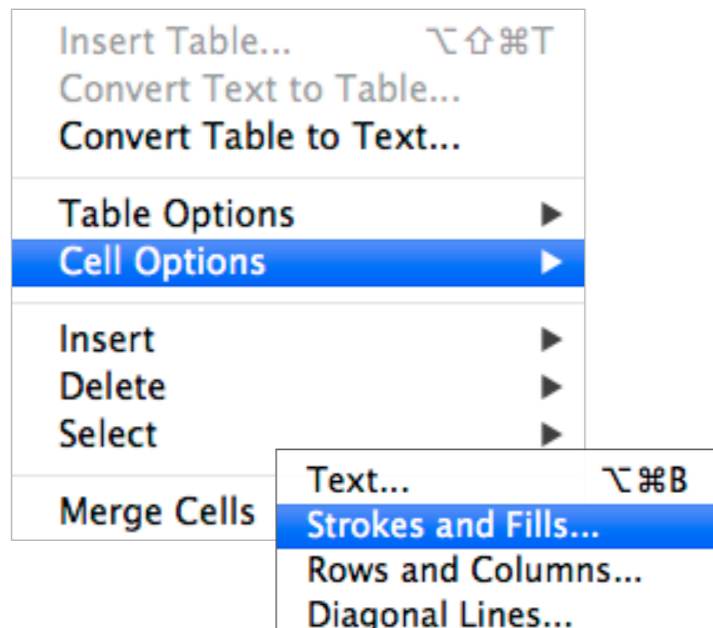 Insert Table... ⌥⇧⌘T
Convert Text to Table...
Convert Table to Text...
Table Options ▶
Cell Options ▶
Insert ▶
Delete ▶
Select ▶
Merge Cells
Text... ⌥⌘B
Strokes and Fills...
Rows and Columns...
Diagonal Lines...